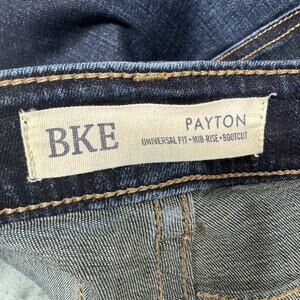 BKE
PAYTON
UNIVERSAL FIT • MID-RISE • BOOTCUT